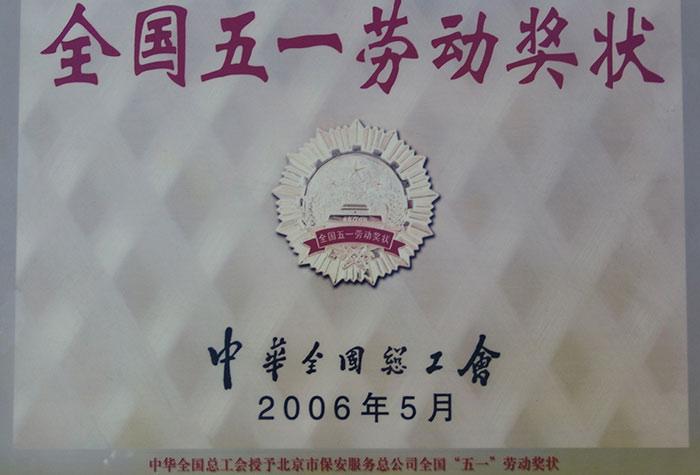 全国五一劳动奖状
全国五一劳动奖状
中华全国總工會
2006年5月
中华全国总工会授予北京市保安服务总公司全国“五一”劳动奖状